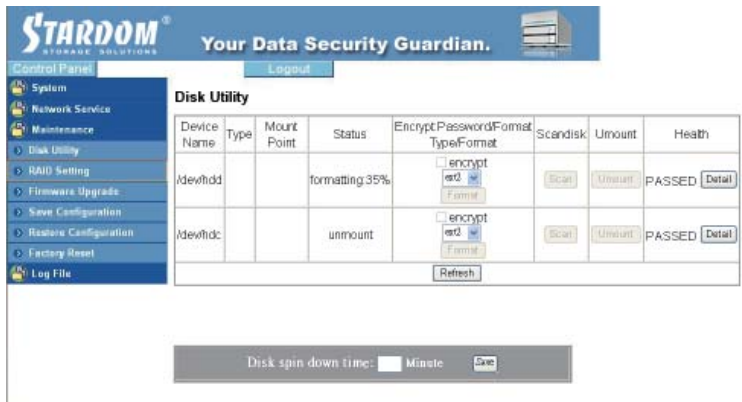 STARDOM®
STORAGE SOLUTIONS
Your Data Security Guardian.
Control Panel
Logout
System
Network Service
Maintenance
Disk Utility
RAID Setting
Firmware Upgrade
Save Configuration
Restore Configuration
Factory Reset
Log File
Disk Utility
Device Name Type Mount Point Status Encrypt Password/Format Type/Format Scandisk Umount Health
/dev/hdd formatting:35% encrypt ext2 Format Scan Umount PASSED Detail
/dev/hdc unmount encrypt ext2 Format Scan Umount PASSED Detail
Refresh
Disk spin down time: Minute Save